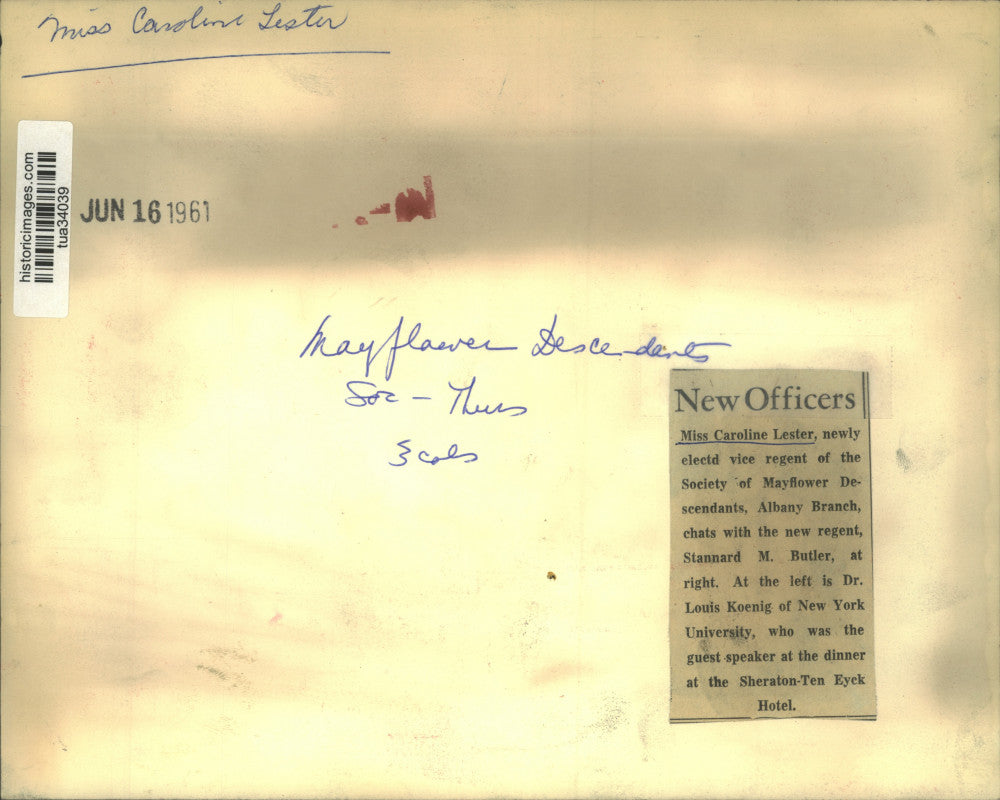 Miss Caroline Lester
historicimages.com
tua34039
JUN 16 1961
Mayflower Descendants
Soc - Thurs
3 cols
New Officers
Miss Caroline Lester, newly
electd vice regent of the
Society of Mayflower De-
scendants, Albany Branch,
chats with the new regent,
Stannard M. Butler, at
right. At the left is Dr.
Louis Koenig of New York
University, who was the
guest speaker at the dinner
at the Sheraton-Ten Eyck
Hotel.